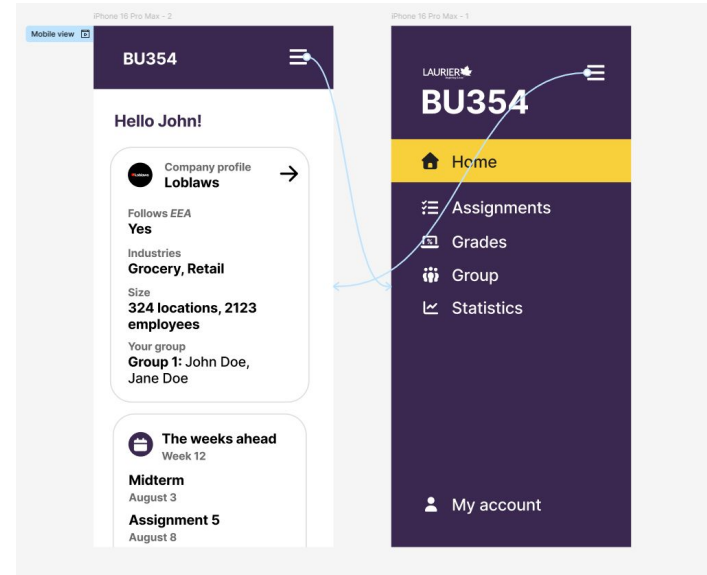 iPhone 16 Pro Max – 2
Mobile view
BU354
Hello John!
Company profile
Loblaws
Follows EEA
Yes
Industries
Grocery, Retail
Size
324 locations, 2123
employees
Your group
Group 1: John Doe,
Jane Doe
The weeks ahead
Week 12
Midterm
August 3
Assignment 5
August 8
iPhone 16 Pro Max – 1
LAURIER
BU354
Home
Assignments
Grades
Group
Statistics
My account